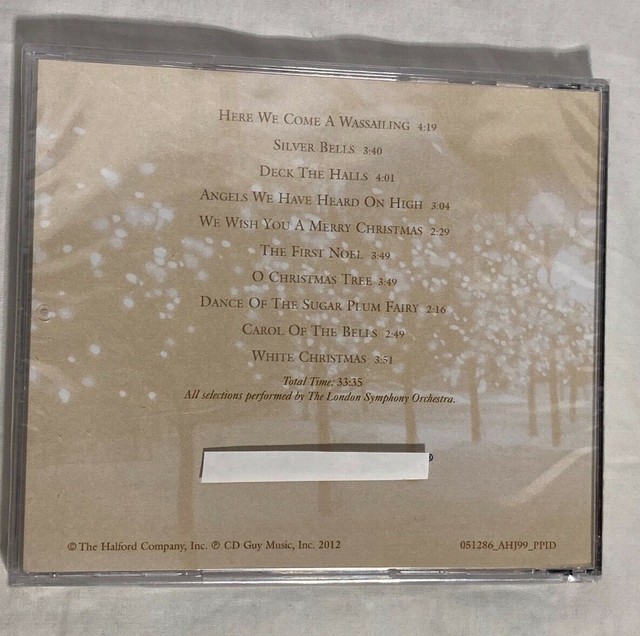 Here We Come A Wassailing 4:19
Silver Bells 3:40
Deck The Halls 4:01
Angels We Have Heard On High 3:04
We Wish You A Merry Christmas 2:29
The First Noel 3:49
O Christmas Tree 3:49
Dance Of The Sugar Plum Fairy 2:16
Carol Of The Bells 2:49
White Christmas 3:51
Total Time: 33:35
All selections performed by The London Symphony Orchestra.
®
© The Halford Company, Inc. ℗ CD Guy Music, Inc. 2012
051286_AHJ99_PPID